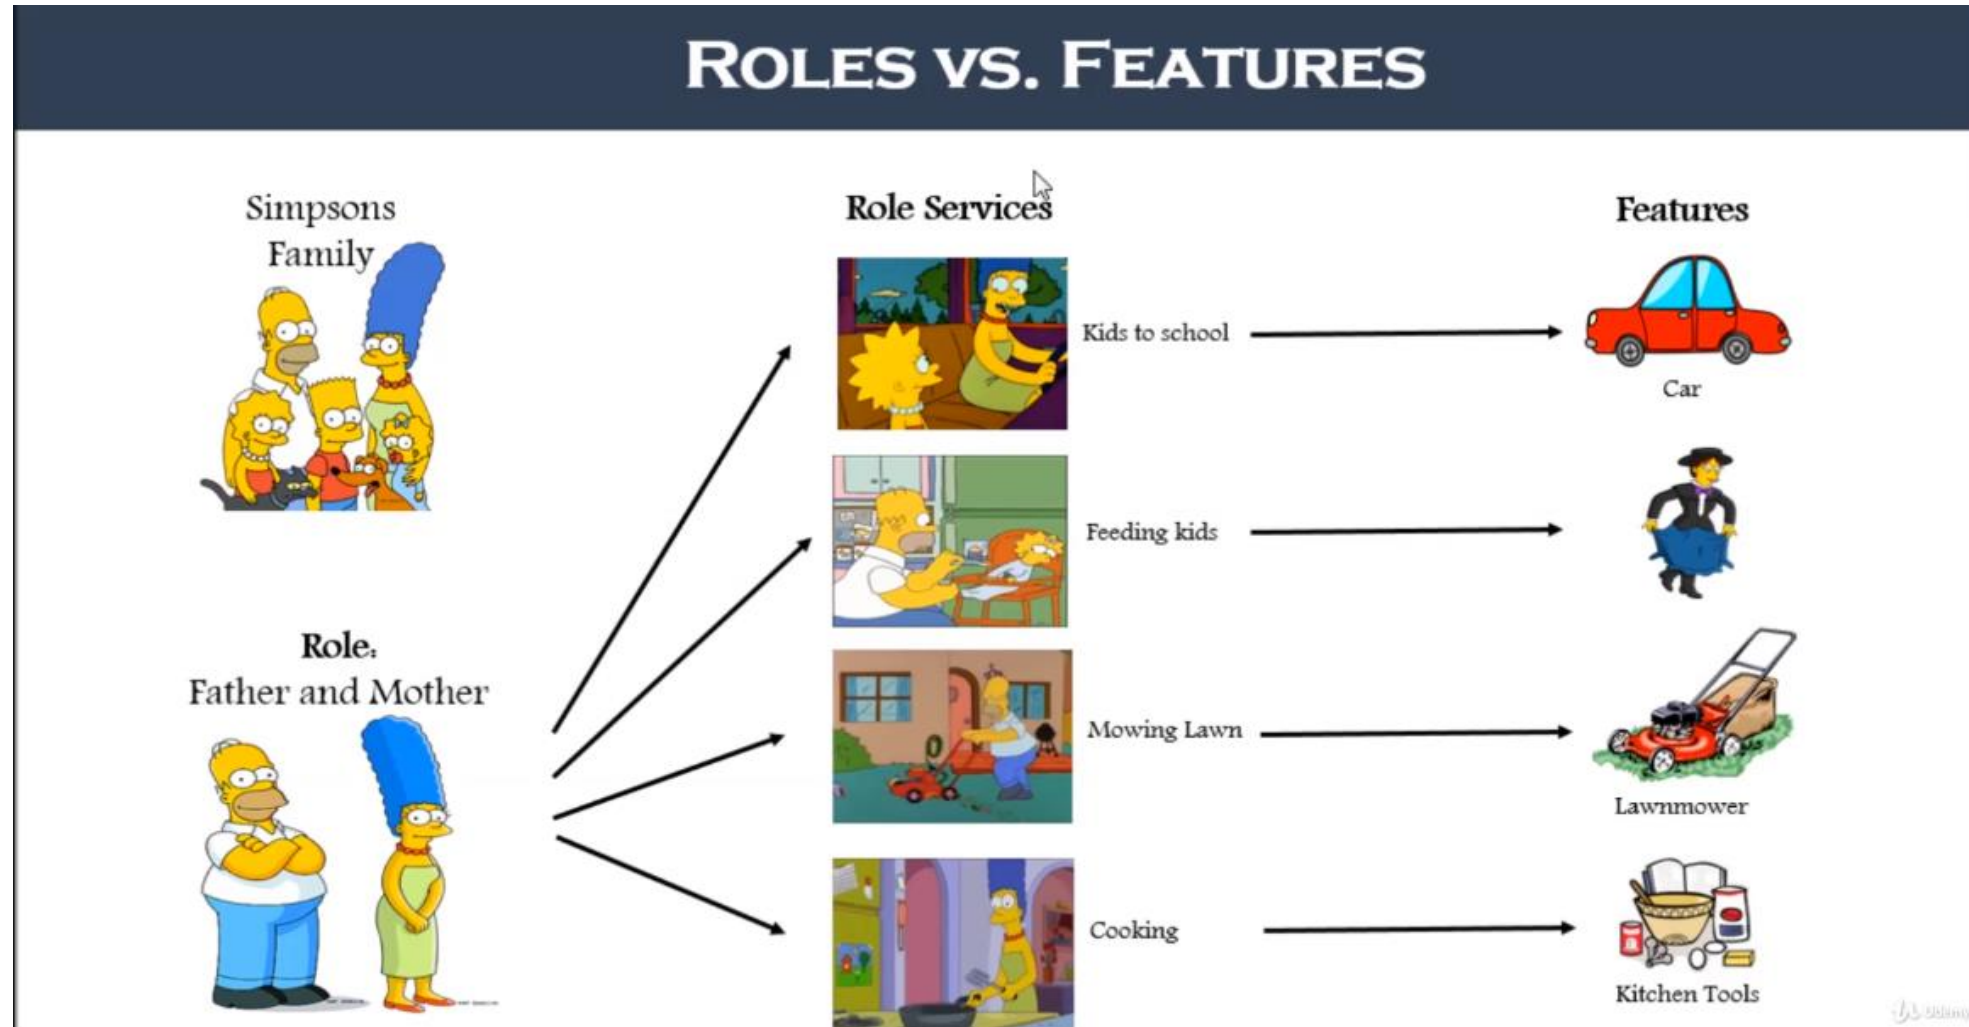 ROLES VS. FEATURES
Simpsons
Family
Role Services
Features
Kids to school
Car
Feeding kids
Role:
Father and Mother
Mowing Lawn
Lawnmower
Cooking
Kitchen Tools
Udemy